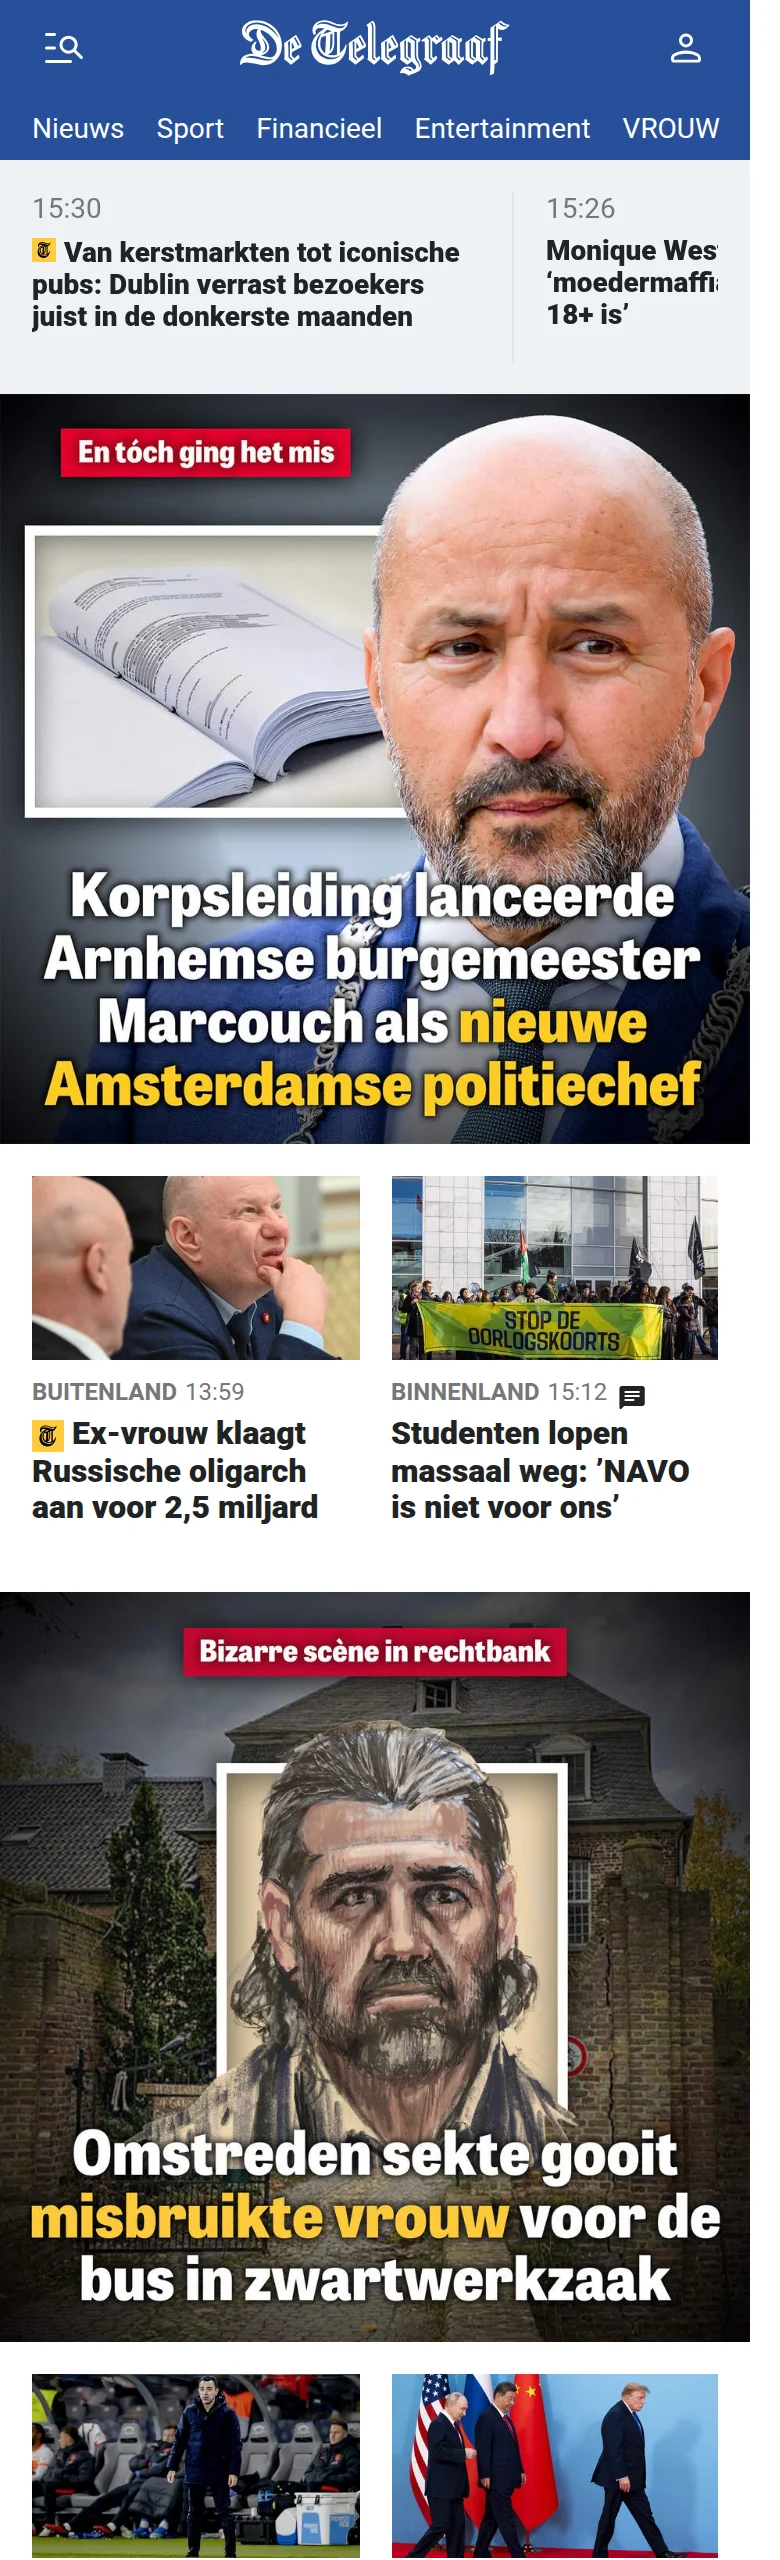 De Telegraaf
Nieuws Sport Financieel Entertainment VROUW
15:30
Van kerstmarkten tot iconische
pubs: Dublin verrast bezoekers
juist in de donkerste maanden
15:26
Monique Wes
‘moedermaffia
18+ is’
En tóch ging het mis
Korpsleiding lanceerde
Arnhemse burgemeester
Marcouch als nieuwe
Amsterdamse politiechef
STOP DE
OORLOGSKOORTS
BUITENLAND 13:59
Ex-vrouw klaagt
Russische oligarch
aan voor 2,5 miljard
BINNENLAND 15:12
Studenten lopen
massaal weg: ’NAVO
is niet voor ons’
Bizarre scène in rechtbank
Omstreden sekte gooit
misbruikte vrouw voor de
bus in zwartwerkzaak